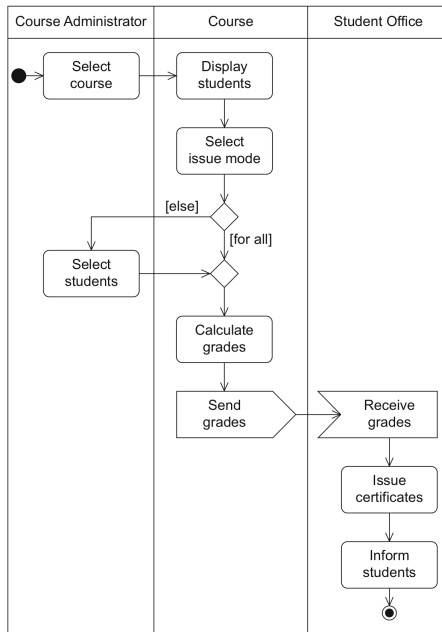 Course Administrator
Course
Student Office
Select
course
Display
students
Select
issue mode
[else]
[for all]
Select
students
Calculate
grades
Send
grades
Receive
grades
Issue
certificates
Inform
students